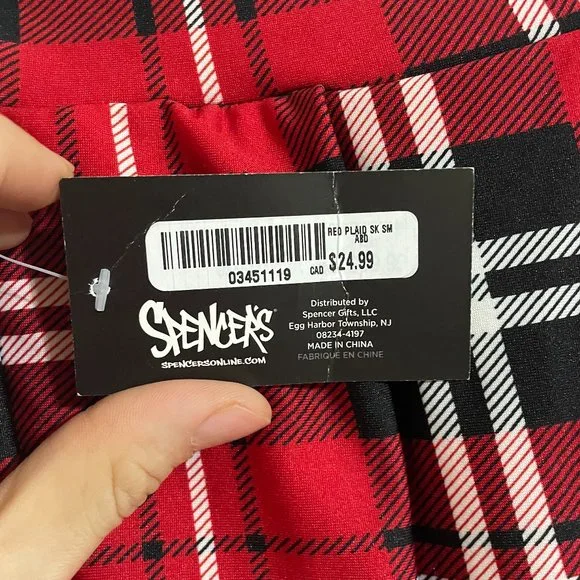 RED PLAID SK SM
ABD
03451119
CAD $24.99
SPENCER'S
SPENCERSONLINE.COM
Distributed by
Spencer Gifts, LLC
Egg Harbor Township, NJ
08234-4197
MADE IN CHINA
FABRIQUE EN CHINE